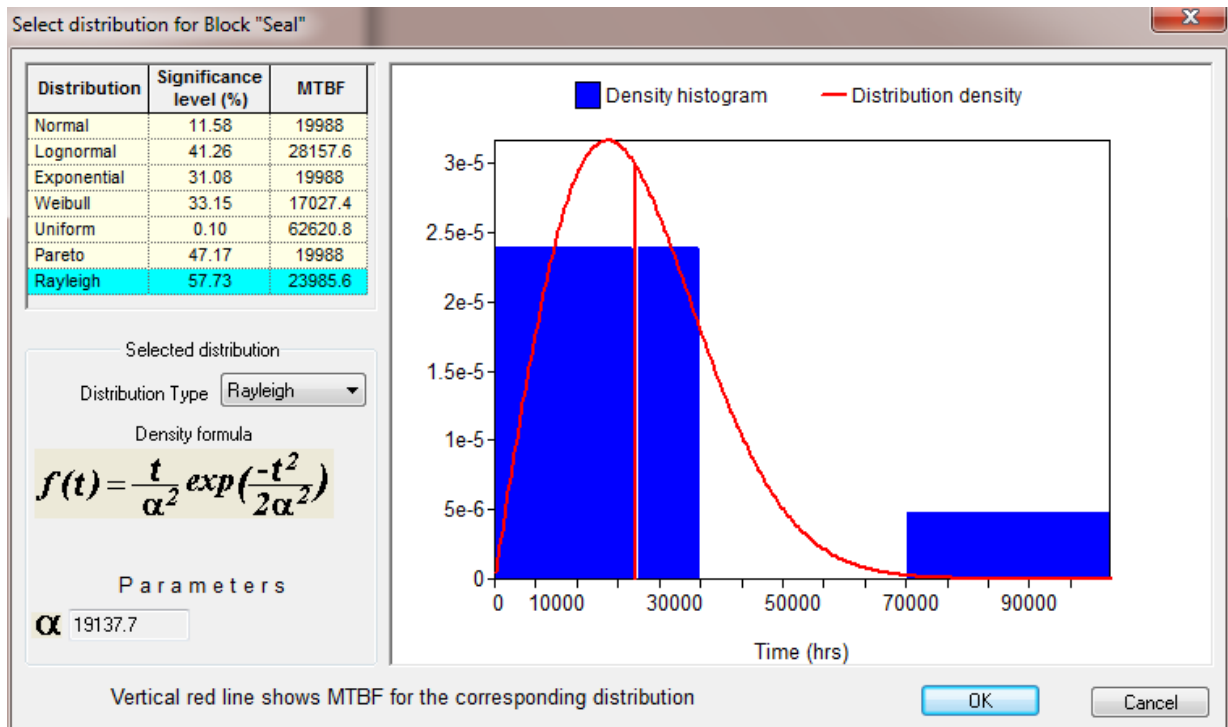 Select distribution for Block "Seal"
Distribution Significance level (%) MTBF
Normal 11.58 19988
Lognormal 41.26 28157.6
Exponential 31.08 19988
Weibull 33.15 17027.4
Uniform 0.10 62620.8
Pareto 47.17 19988
Rayleigh 57.73 23985.6
Selected distribution
Distribution Type Rayleigh
Density formula
f(t) = t/α² exp(-t²/2α²)
Parameters
α 19137.7
Density histogram Distribution density
3e-5
2.5e-5
2e-5
1.5e-5
1e-5
5e-6
0
0 10000 30000 50000 70000 90000
Time (hrs)
Vertical red line shows MTBF for the corresponding distribution
OK Cancel